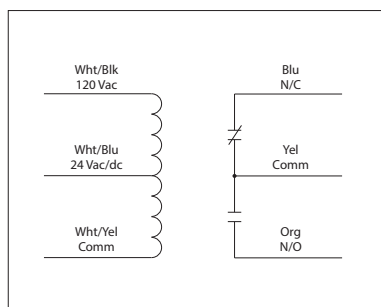 Wht/Blk
120 Vac
Wht/Blu
24 Vac/dc
Wht/Yel
Comm
Blu
N/C
Yel
Comm
Org
N/O